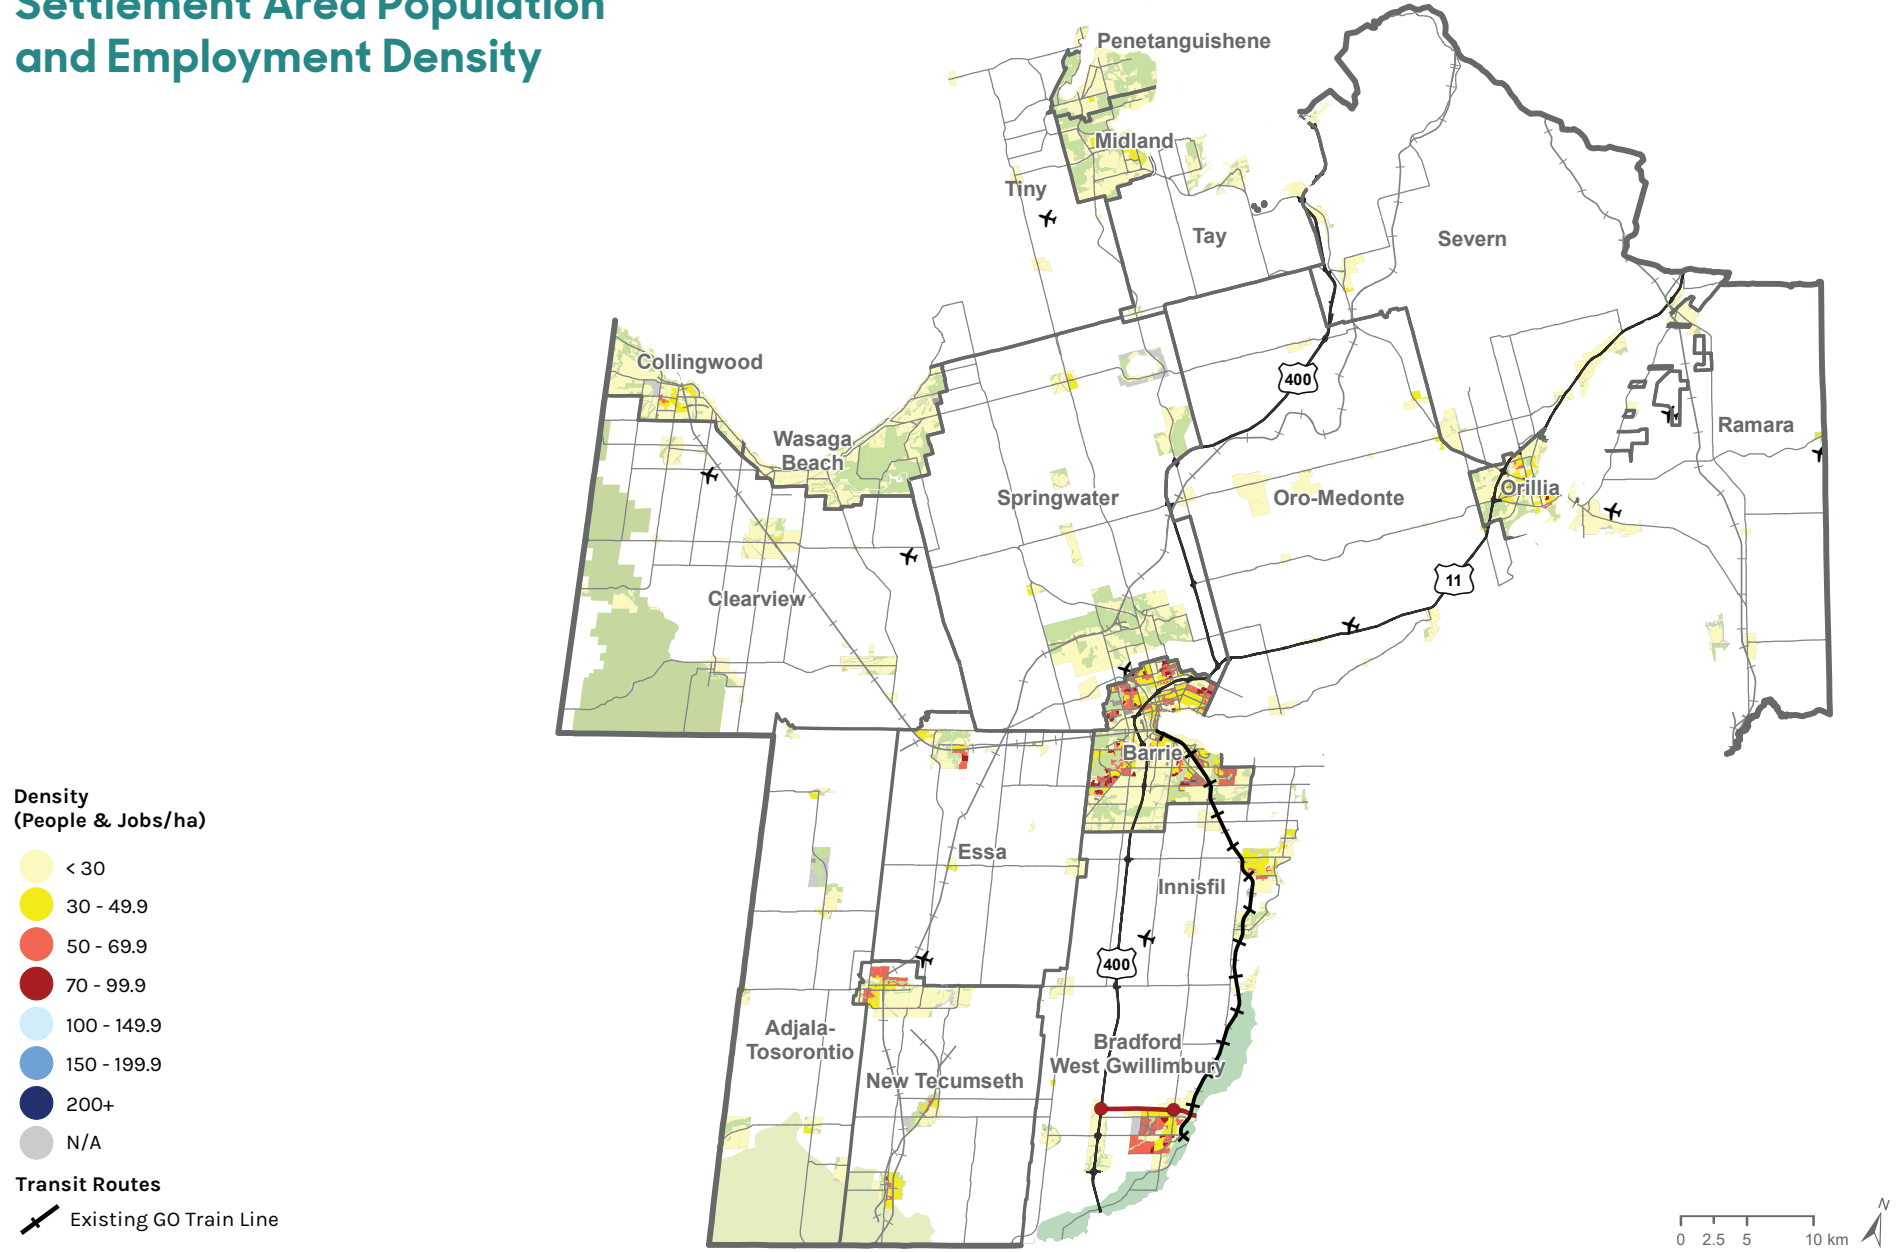 Settlement Area Population
and Employment Density
Penetanguishene
Midland
Tiny
Tay
Severn
Collingwood
400
Wasaga
Beach
Ramara
Springwater
Oro-Medonte
Orillia
11
Clearview
Barrie
Essa
Innisfil
400
Adjala-
Tosorontio
Bradford
West Gwillimbury
New Tecumseth
Density
(People & Jobs/ha)
< 30
30 - 49.9
50 - 69.9
70 - 99.9
100 - 149.9
150 - 199.9
200+
N/A
Transit Routes
Existing GO Train Line
N
0 2.5 5 10 km